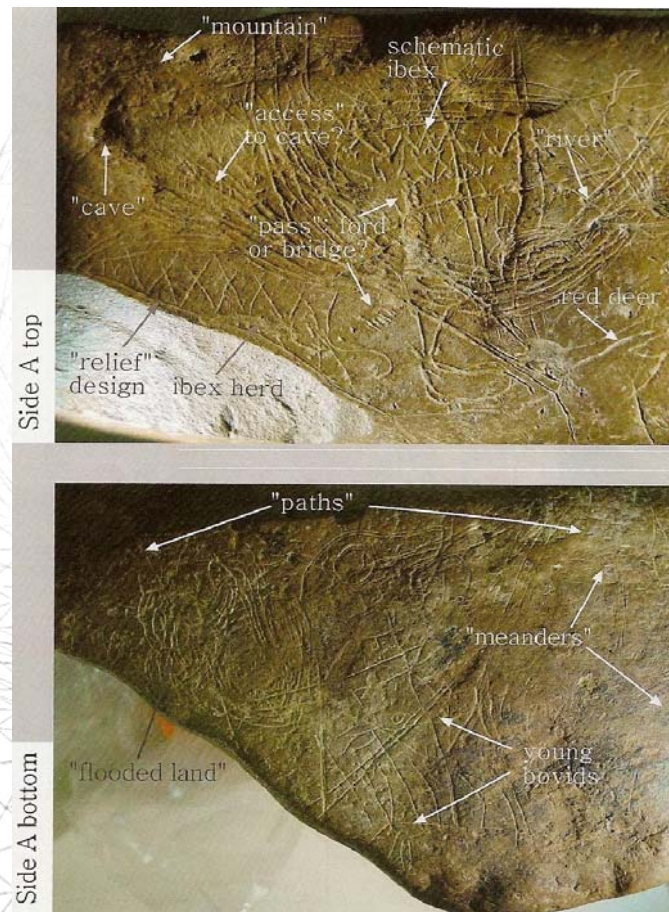 Side A top
"mountain"
schematic
ibex
"access"
to cave?
"river"
"cave"
"pass": ford
or bridge?
red deer
"relief"
design
ibex herd
Side A bottom
"paths"
"meanders"
"flooded land"
young
bovids